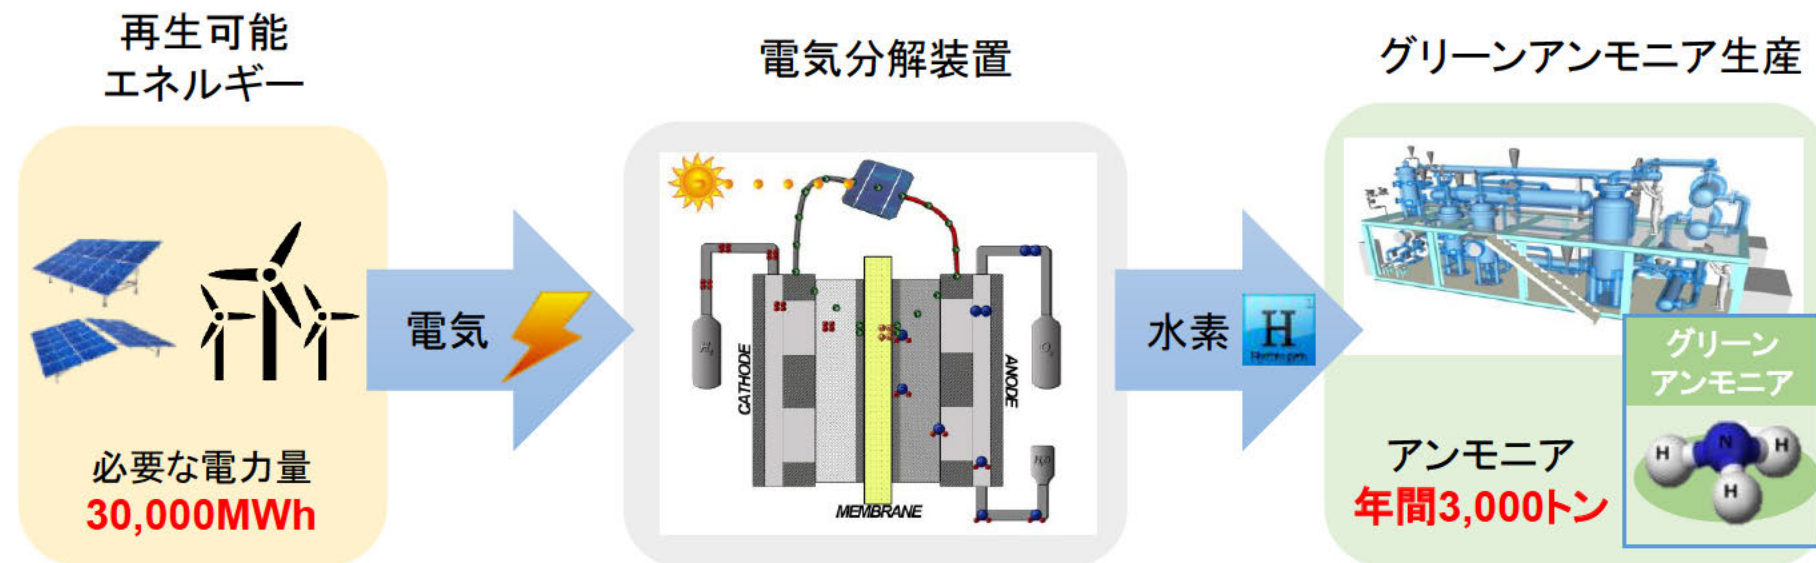 再生可能
エネルギー
必要な電力量
30,000MWh
電気
電気分解装置
H₂
CATHODE
MEMBRANE
ANODE
O₂
H₂O
水素
H
グリーンアンモニア生産
アンモニア
年間3,000トン
グリーン
アンモニア
N
H
H
H